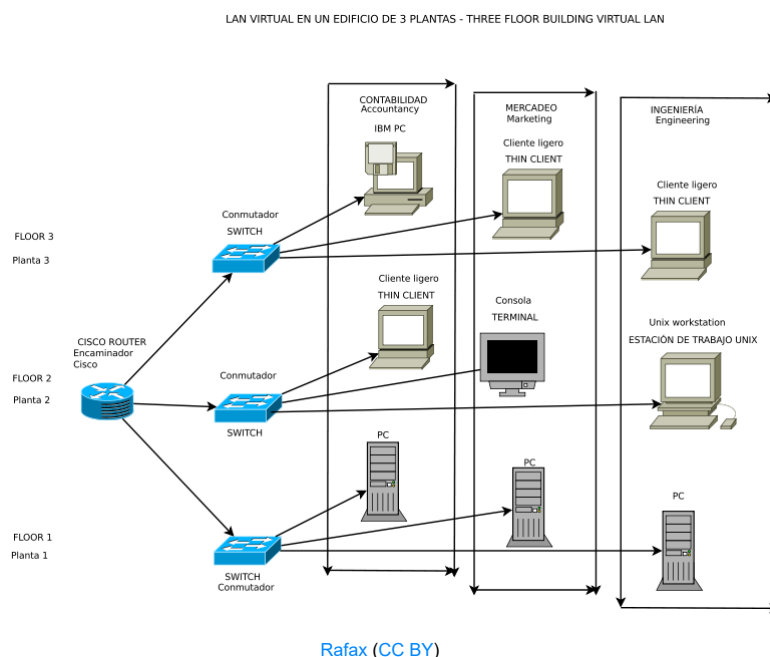 LAN VIRTUAL EN UN EDIFICIO DE 3 PLANTAS - THREE FLOOR BUILDING VIRTUAL LAN
CONTABILIDAD
Accountancy
IBM PC
MERCADEO
Marketing
Cliente ligero
THIN CLIENT
INGENIERÍA
Engineering
Cliente ligero
THIN CLIENT
Conmutador
SWITCH
FLOOR 3
Planta 3
Cliente ligero
THIN CLIENT
Consola
TERMINAL
Unix workstation
ESTACIÓN DE TRABAJO UNIX
CISCO ROUTER
Encaminador
Cisco
FLOOR 2
Planta 2
Conmutador
SWITCH
PC
PC
PC
FLOOR 1
Planta 1
SWITCH
Conmutador
Rafax (CC BY)